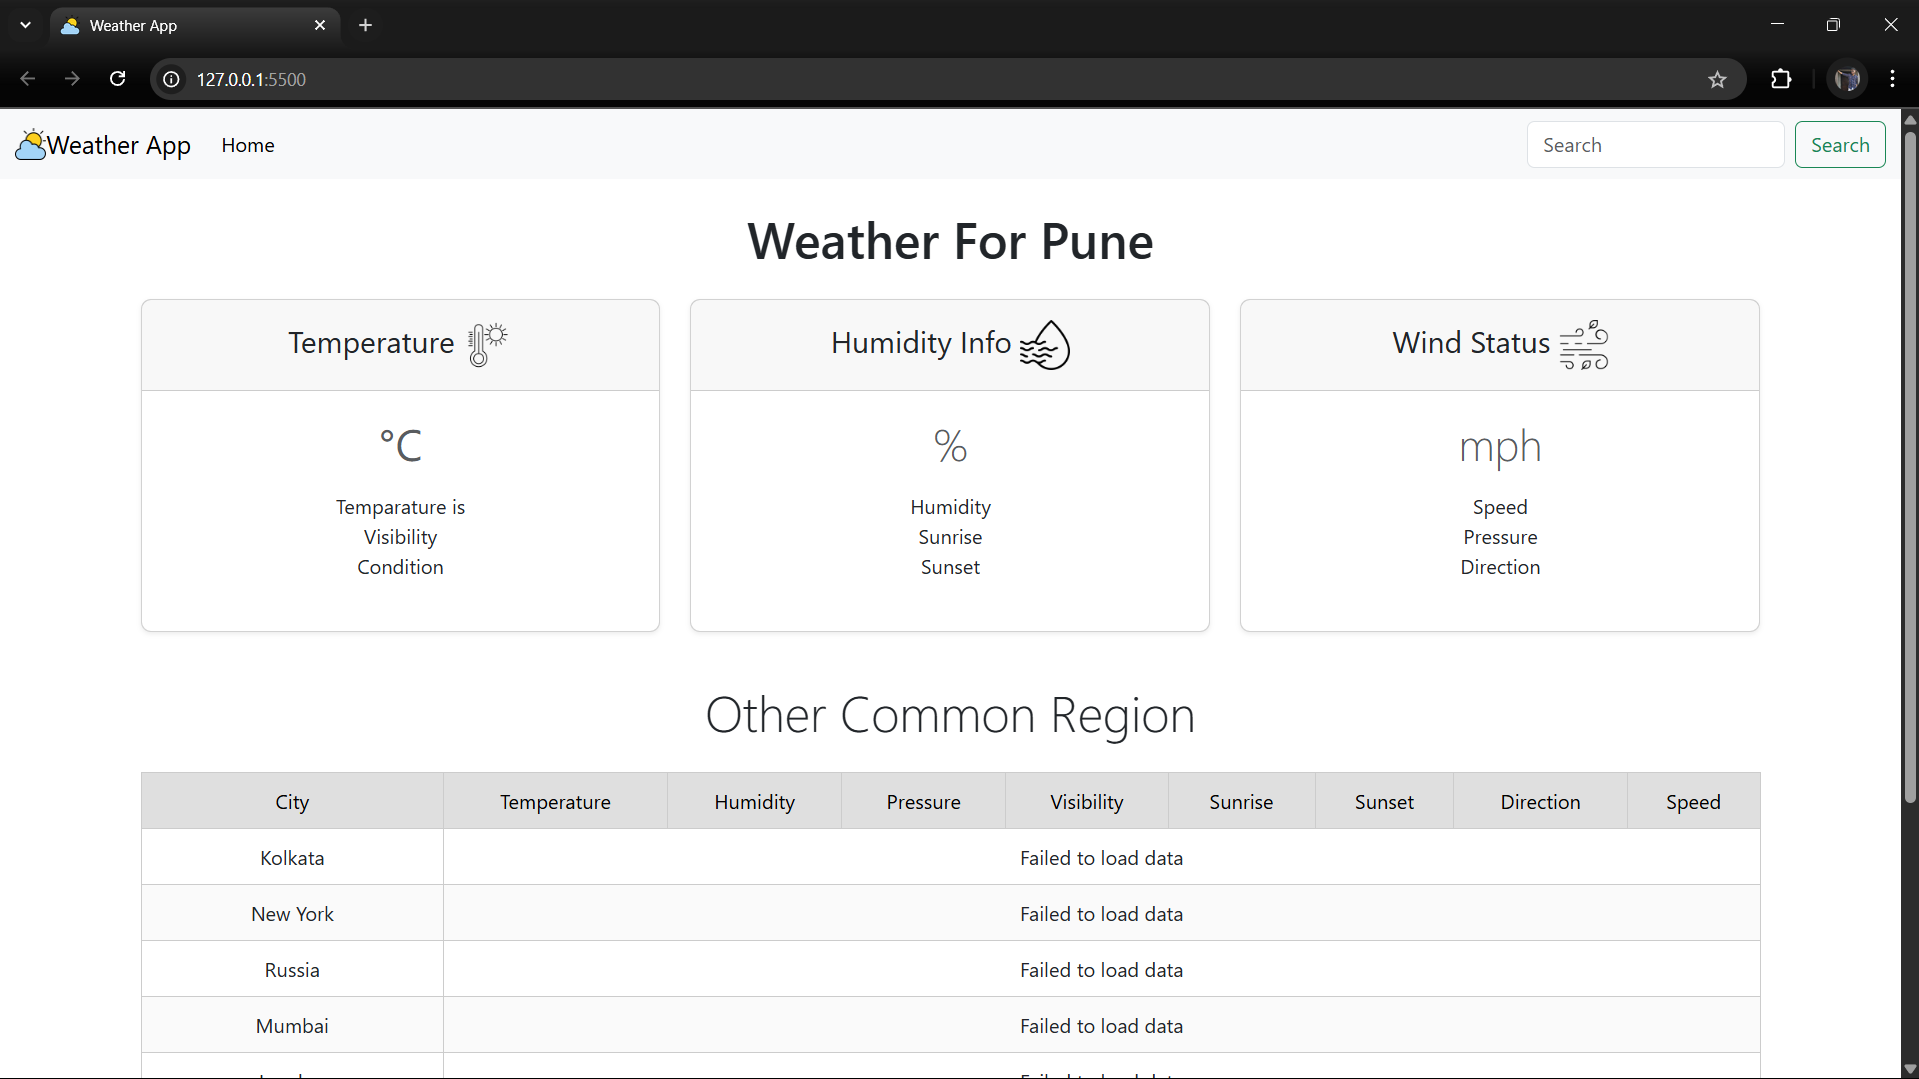 Weather App
127.0.0.1:5500
Weather App Home Search Search
Weather For Pune
Temperature
°C
Temparature is
Visibility
Condition
Humidity Info
%
Humidity
Sunrise
Sunset
Wind Status
mph
Speed
Pressure
Direction
Other Common Region
City Temperature Humidity Pressure Visibility Sunrise Sunset Direction Speed
Kolkata Failed to load data
New York Failed to load data
Russia Failed to load data
Mumbai Failed to load data